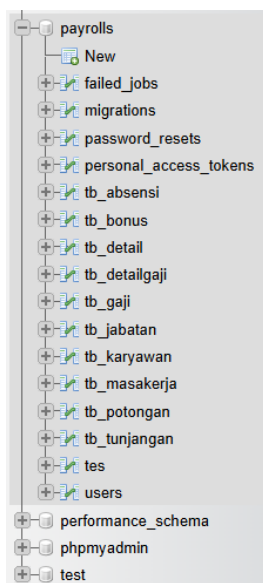 payrolls
New
failed_jobs
migrations
password_resets
personal_access_tokens
tb_absensi
tb_bonus
tb_detail
tb_detailgaji
tb_gaji
tb_jabatan
tb_karyawan
tb_masakerja
tb_potongan
tb_tunjangan
tes
users
performance_schema
phpmyadmin
test